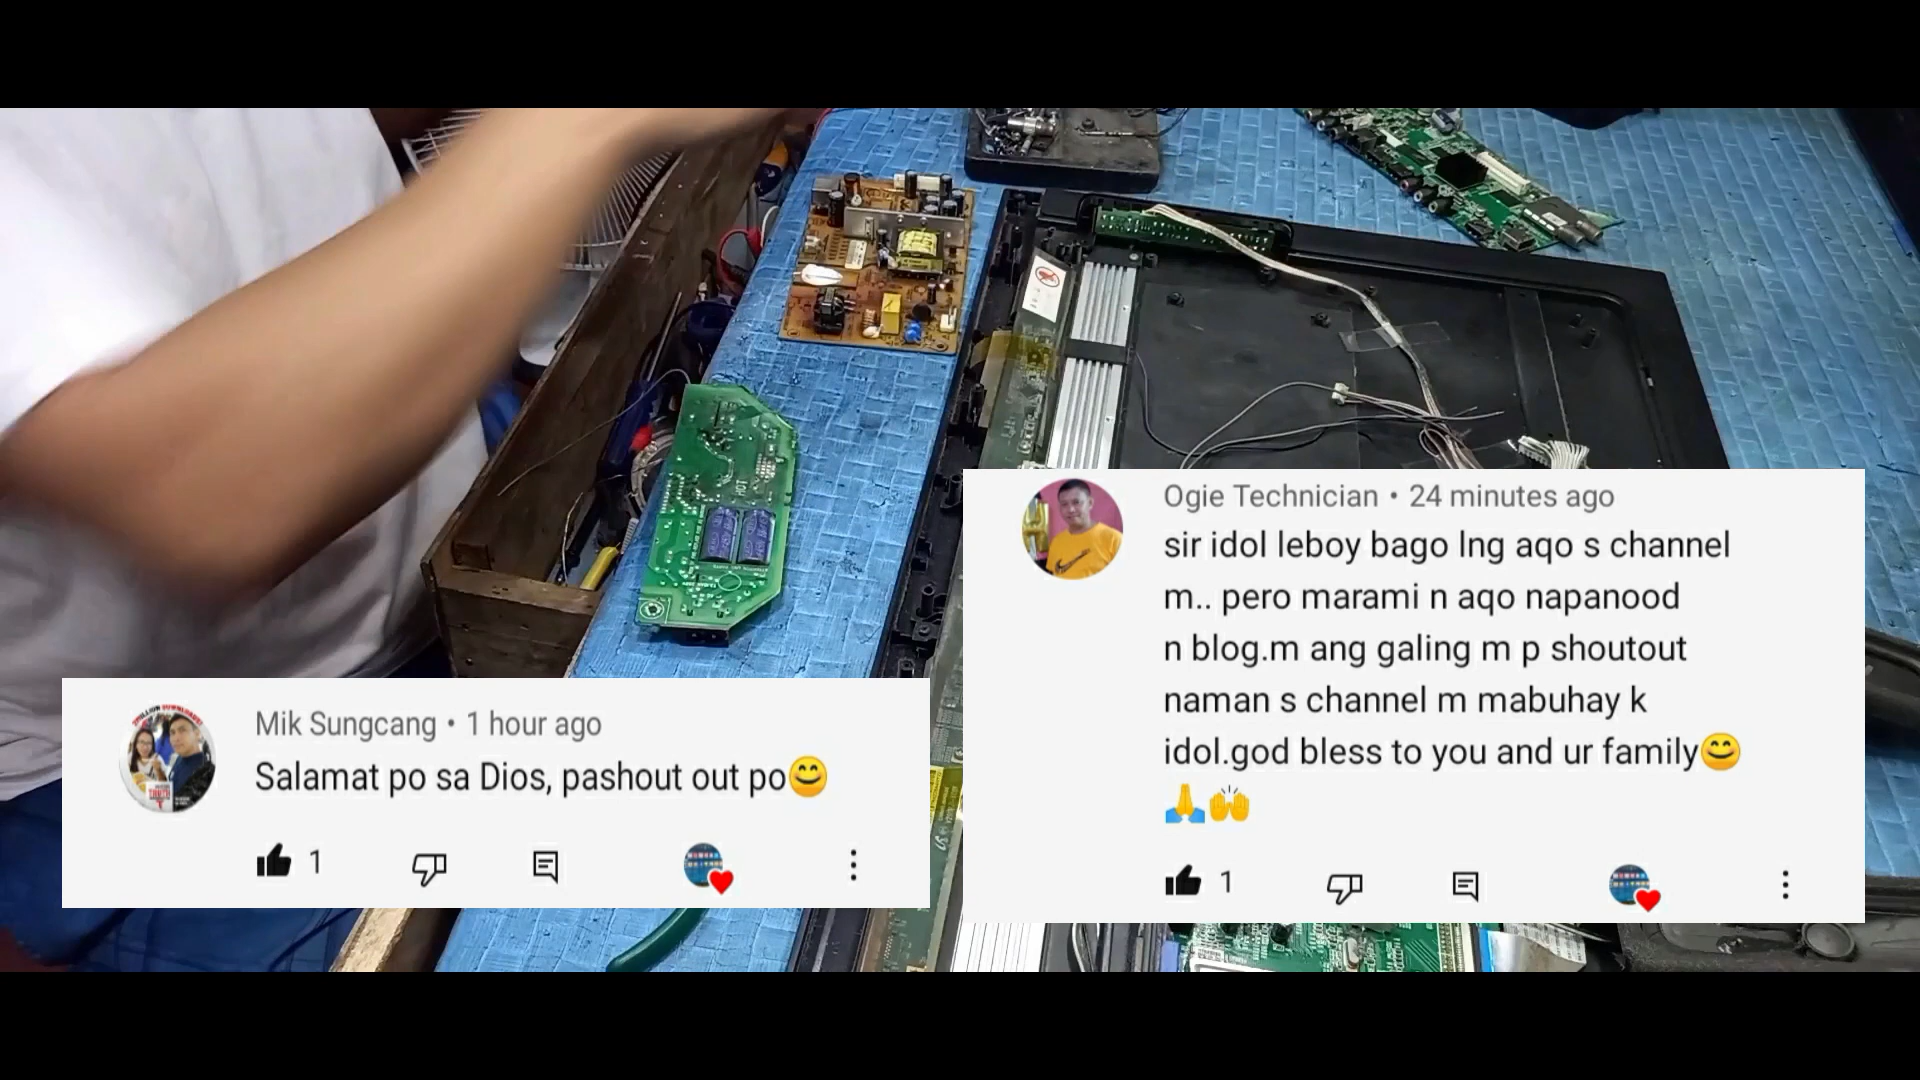 Mik Sungcang • 1 hour ago
Salamat po sa Dios, pashout out po😊
1
Ogie Technician • 24 minutes ago
sir idol leboy bago lng aqo s channel
m.. pero marami n aqo napanood
n blog.m ang galing m p shoutout
naman s channel m mabuhay k
idol.god bless to you and ur family😊
🙏🙌
1
HOT